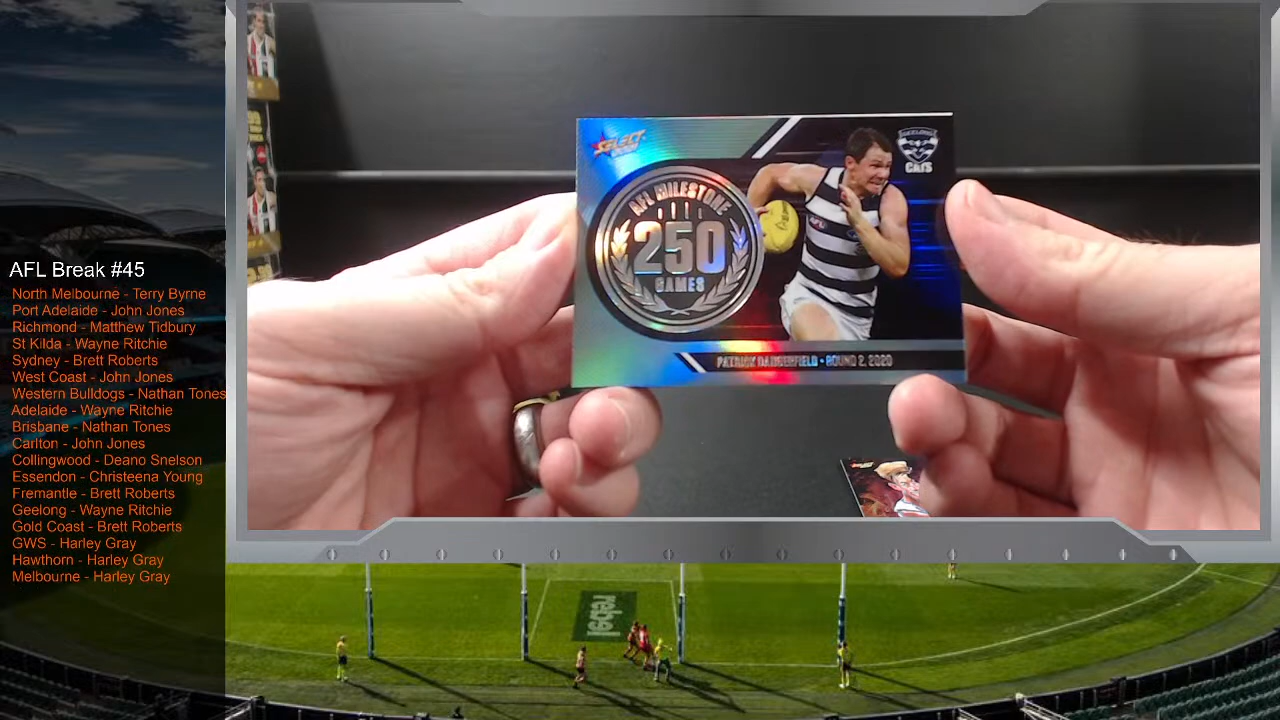 AFL Break #45
North Melbourne - Terry Byrne
Port Adelaide - John Jones
Richmond - Matthew Tidbury
St Kilda - Wayne Ritchie
Sydney - Brett Roberts
West Coast - John Jones
Western Bulldogs - Nathan Tones
Adelaide - Wayne Ritchie
Brisbane - Nathan Tones
Carlton - John Jones
Collingwood - Deano Snelson
Essendon - Christeena Young
Fremantle - Brett Roberts
Geelong - Wayne Ritchie
Gold Coast - Brett Roberts
GWS - Harley Gray
Hawthorn - Harley Gray
Melbourne - Harley Gray
SELECT
AFL MILESTONE
250
GAMES
GEELONG
CATS
PATRICK DANGERFIELD • ROUND 2, 2020
rebel